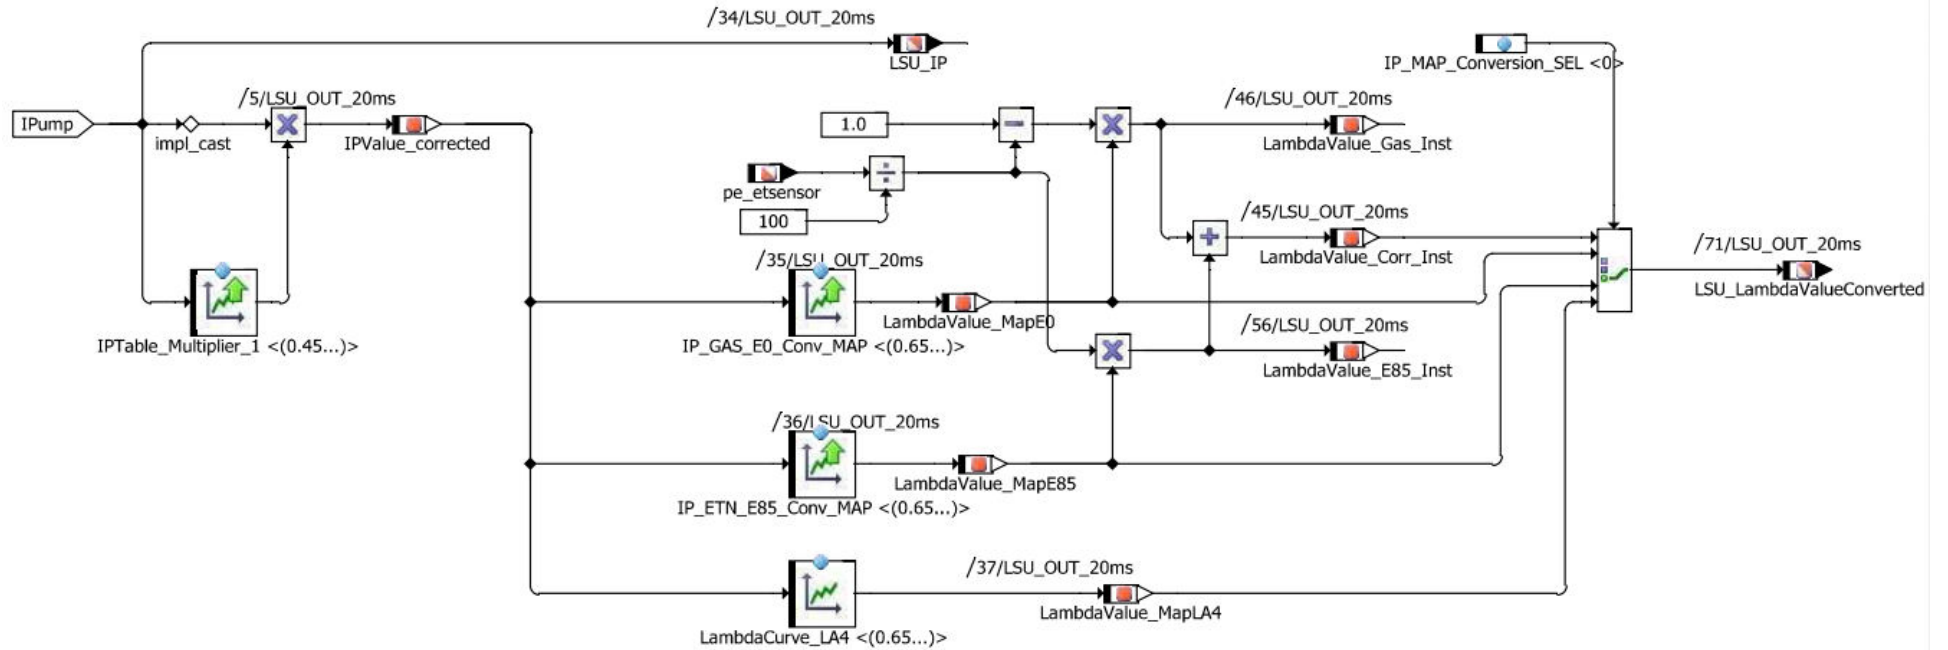 /34/LSU_OUT_20ms
LSU_IP
IP_MAP_Conversion_SEL <0>
/5/LSU_OUT_20ms
IPump
impl_cast
IPValue_corrected
1.0
/46/LSU_OUT_20ms
LambdaValue_Gas_Inst
pe_etsensor
100
/45/LSU_OUT_20ms
LambdaValue_Corr_Inst
/71/LSU_OUT_20ms
LSU_LambdaValueConverted
/35/LSU_OUT_20ms
LambdaValue_MapE0
IPTable_Multiplier_1 <(0.45...)>
IP_GAS_E0_Conv_MAP <(0.65...)>
/56/LSU_OUT_20ms
LambdaValue_E85_Inst
/36/LSU_OUT_20ms
LambdaValue_MapE85
IP_ETN_E85_Conv_MAP <(0.65...)>
/37/LSU_OUT_20ms
LambdaValue_MapLA4
LambdaCurve_LA4 <(0.65...)>